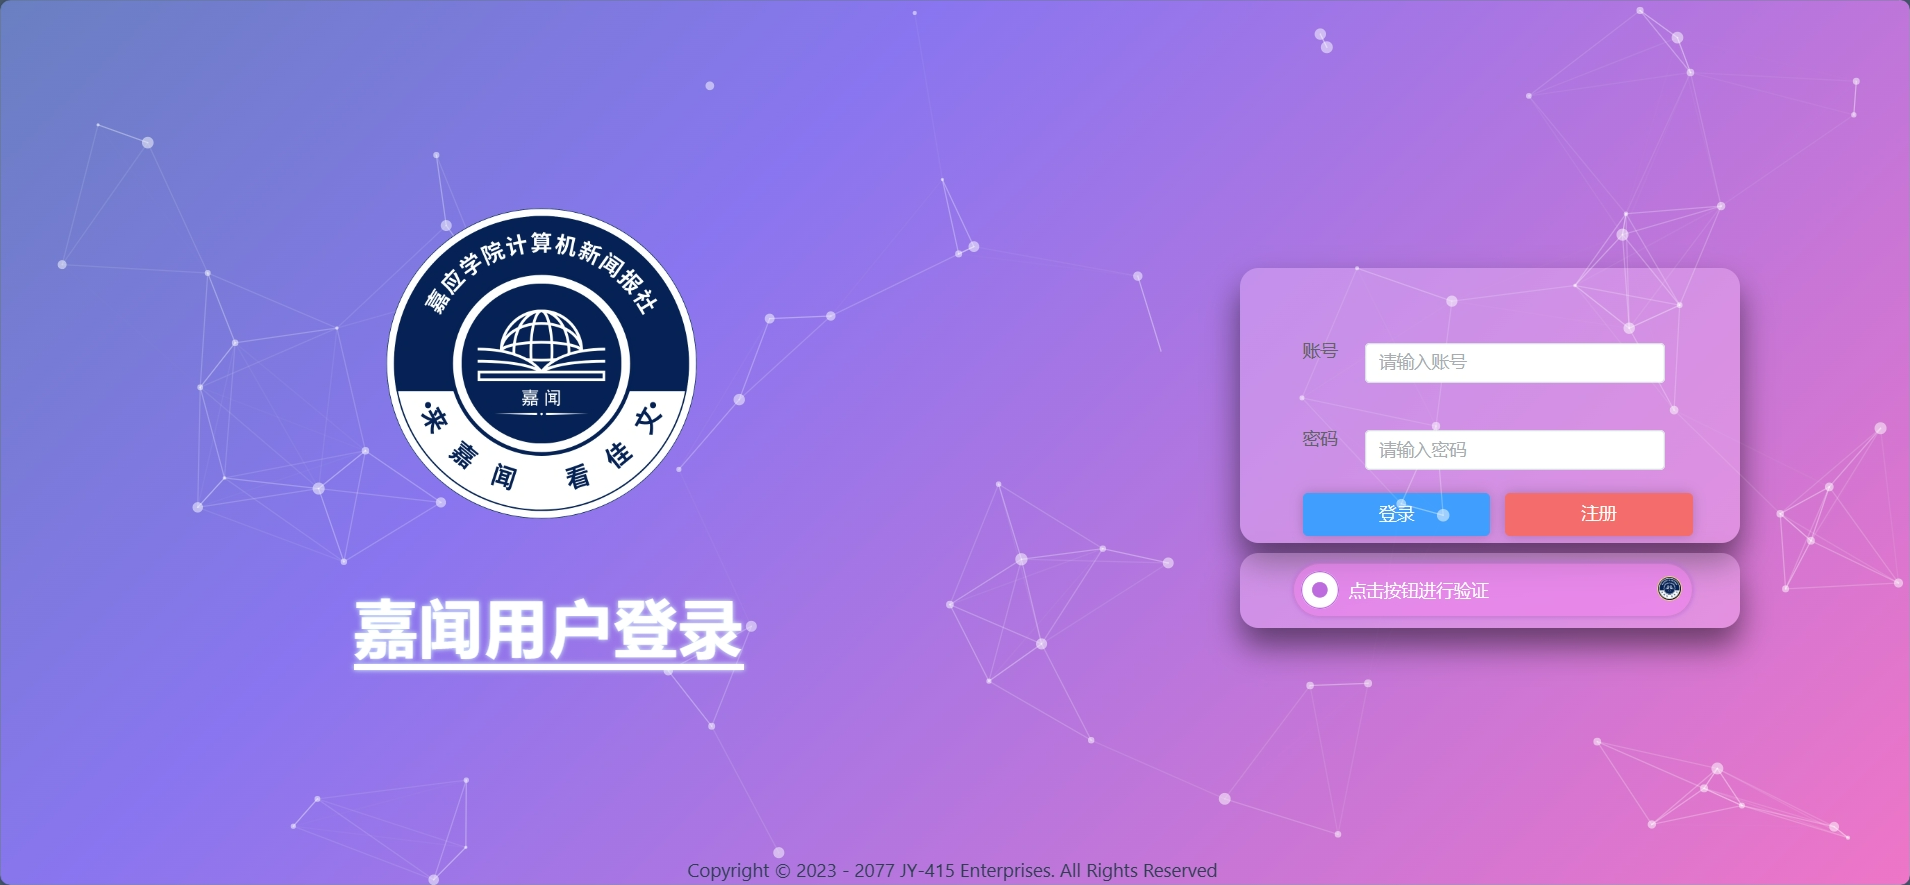 嘉应学院计算机新闻报社
嘉闻
来嘉闻 看佳文
嘉闻用户登录
账号
请输入账号
密码
请输入密码
登录
注册
点击按钮进行验证
Copyright © 2023 - 2077 JY-415 Enterprises. All Rights Reserved